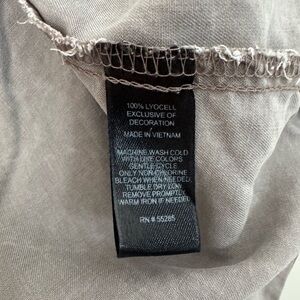 100% LYOCELL
EXCLUSIVE OF
DECORATION
MADE IN VIETNAM
MACHINE WASH COLD
WITH LIKE COLORS
GENTLE CYCLE
ONLY NON-CHLORINE
BLEACH WHEN NEEDED
TUMBLE DRY LOW
REMOVE PROMPTLY
WARM IRON IF NEEDED
RN # 55285